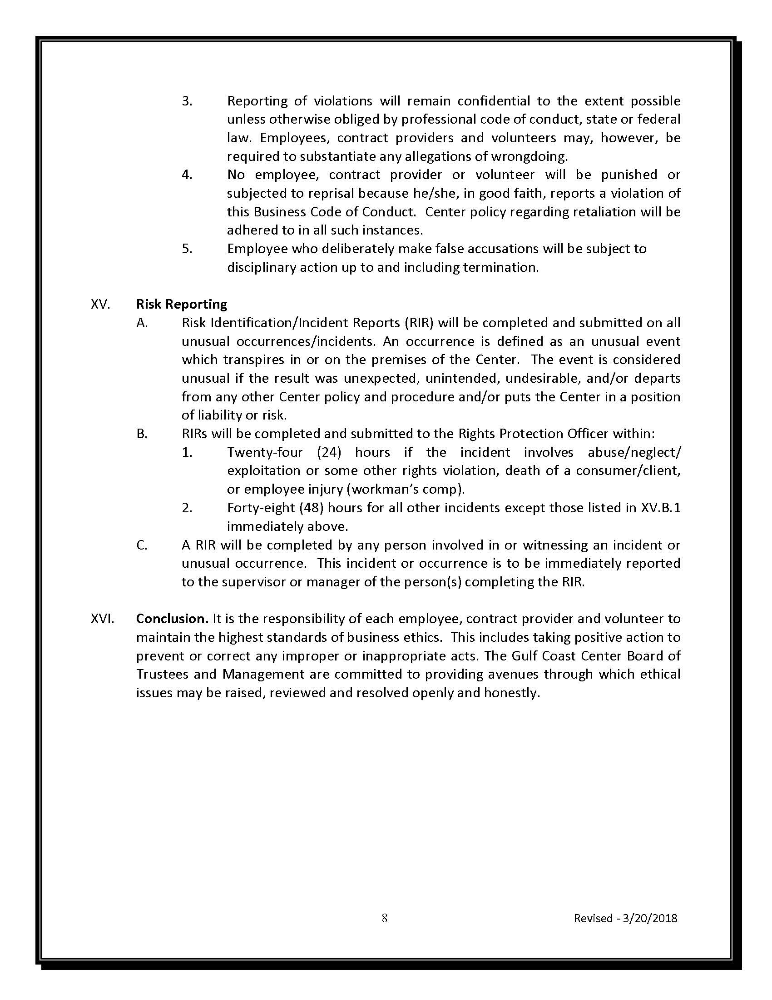 3. Reporting of violations will remain confidential to the extent possible
unless otherwise obliged by professional code of conduct, state or federal
law. Employees, contract providers and volunteers may, however, be
required to substantiate any allegations of wrongdoing.
4. No employee, contract provider or volunteer will be punished or
subjected to reprisal because he/she, in good faith, reports a violation of
this Business Code of Conduct. Center policy regarding retaliation will be
adhered to in all such instances.
5. Employee who deliberately make false accusations will be subject to
disciplinary action up to and including termination.
XV. Risk Reporting
A. Risk Identification/Incident Reports (RIR) will be completed and submitted on all
unusual occurrences/incidents. An occurrence is defined as an unusual event
which transpires in or on the premises of the Center. The event is considered
unusual if the result was unexpected, unintended, undesirable, and/or departs
from any other Center policy and procedure and/or puts the Center in a position
of liability or risk.
B. RIRs will be completed and submitted to the Rights Protection Officer within:
1. Twenty-four (24) hours if the incident involves abuse/neglect/
exploitation or some other rights violation, death of a consumer/client,
or employee injury (workman’s comp).
2. Forty-eight (48) hours for all other incidents except those listed in XV.B.1
immediately above.
C. A RIR will be completed by any person involved in or witnessing an incident or
unusual occurrence. This incident or occurrence is to be immediately reported
to the supervisor or manager of the person(s) completing the RIR.
XVI. Conclusion. It is the responsibility of each employee, contract provider and volunteer to
maintain the highest standards of business ethics. This includes taking positive action to
prevent or correct any improper or inappropriate acts. The Gulf Coast Center Board of
Trustees and Management are committed to providing avenues through which ethical
issues may be raised, reviewed and resolved openly and honestly.
8 Revised - 3/20/2018